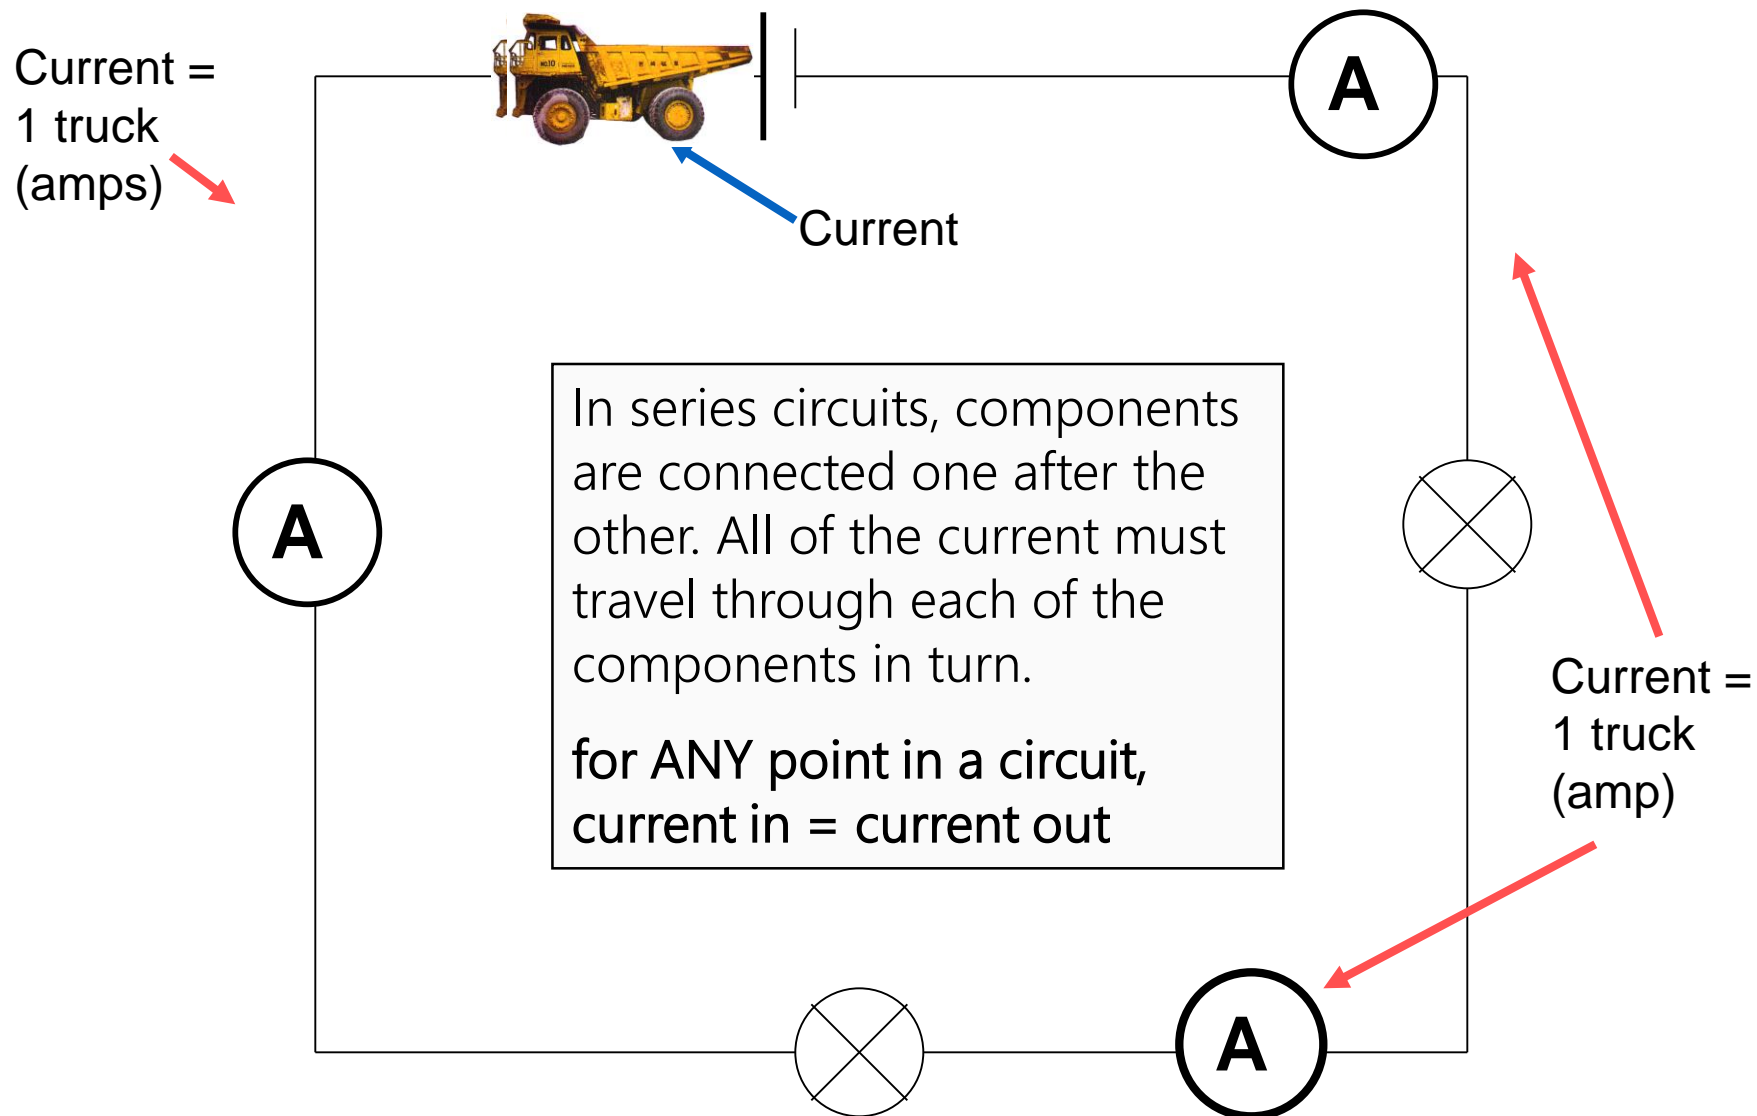 Current =
1 truck
(amps)
NO.10
A
Current
In series circuits, components
are connected one after the
other. All of the current must
travel through each of the
components in turn.
for ANY point in a circuit,
current in = current out
A
Current =
1 truck
(amp)
A